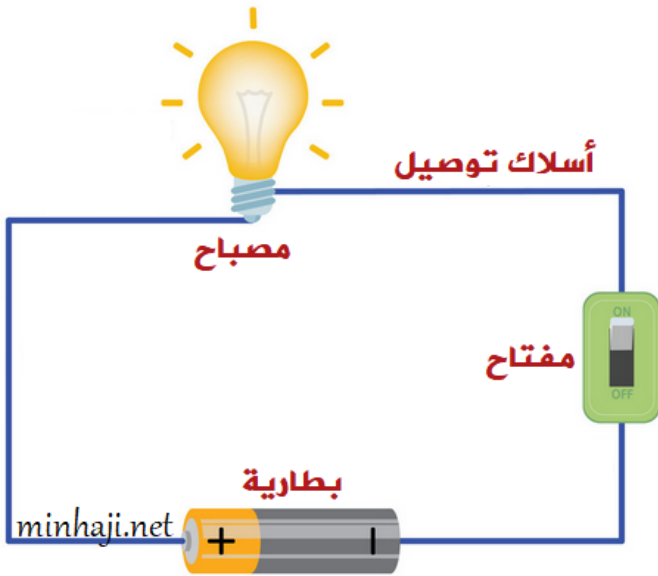 أسلاك توصيل
مصباح
ON
مفتاح
OFF
بطارية
minhaji.net
+
–